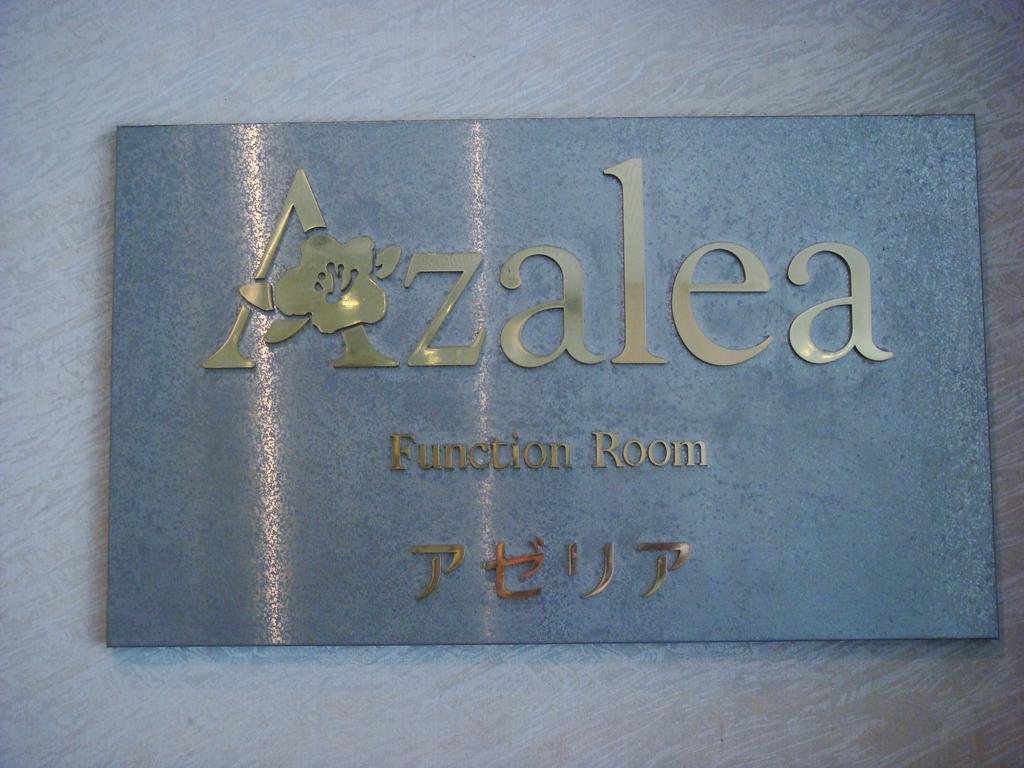 Azalea
Function Room
アゼリア